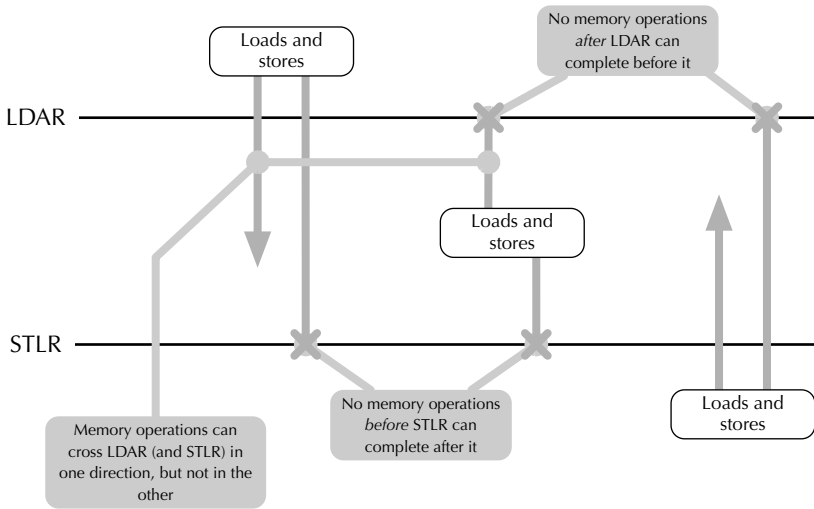 No memory operations
after LDAR can
complete before it
Loads and
stores
LDAR
Loads and
stores
STLR
No memory operations
before STLR can
complete after it
Loads and
stores
Memory operations can
cross LDAR (and STLR) in
one direction, but not in the
other